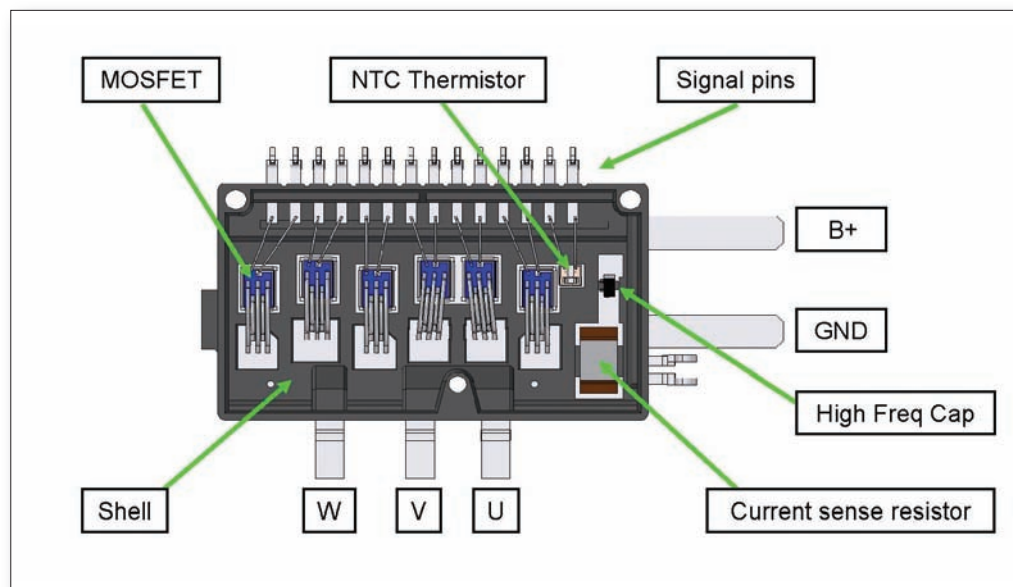 MOSFET
NTC Thermistor
Signal pins
B+
GND
High Freq Cap
Shell
W
V
U
Current sense resistor